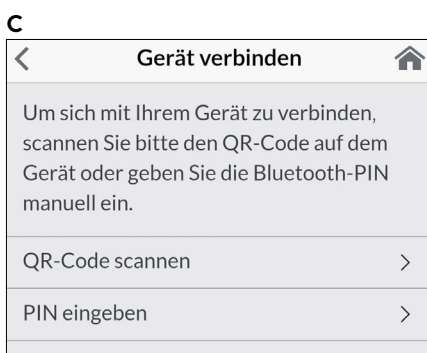 C
Gerät verbinden
Um sich mit Ihrem Gerät zu verbinden,
scannen Sie bitte den QR-Code auf dem
Gerät oder geben Sie die Bluetooth-PIN
manuell ein.
QR-Code scannen
PIN eingeben